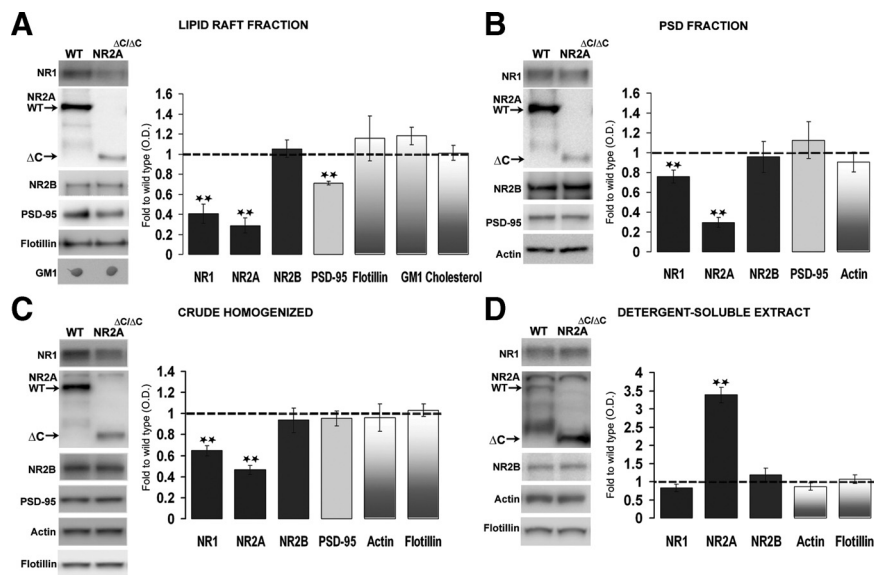 A
LIPID RAFT FRACTION
WT NR2A ΔC/ΔC
NR1
NR2A
WT→
ΔC→
NR2B
PSD-95
Flotillin
GM1
Fold to wild type (O.D.)
1.6
1.4
1.2
1
0.8
0.6
0.4
0.2
0
★★
★★
★★
NR1 NR2A NR2B PSD-95 Flotillin GM1 Cholesterol
B
PSD FRACTION
WT NR2A ΔC/ΔC
NR1
NR2A
WT→
ΔC→
NR2B
PSD-95
Actin
Fold to wild type (O.D.)
1.6
1.4
1.2
1
0.8
0.6
0.4
0.2
0
★★
★★
NR1 NR2A NR2B PSD-95 Actin
C
CRUDE HOMOGENIZED
WT NR2A ΔC/ΔC
NR1
NR2A
WT→
ΔC→
NR2B
PSD-95
Actin
Flotillin
Fold to wild type (O.D.)
1.4
1.2
1
0.8
0.6
0.4
0.2
0
★★
★★
NR1 NR2A NR2B PSD-95 Actin Flotillin
D
DETERGENT-SOLUBLE EXTRACT
WT NR2A ΔC/ΔC
NR1
NR2A
WT→
ΔC→
NR2B
Actin
Flotillin
Fold to wild type (O.D.)
4
3.5
2
1.5
1
0.5
0
★★
NR1 NR2A NR2B Actin Flotillin